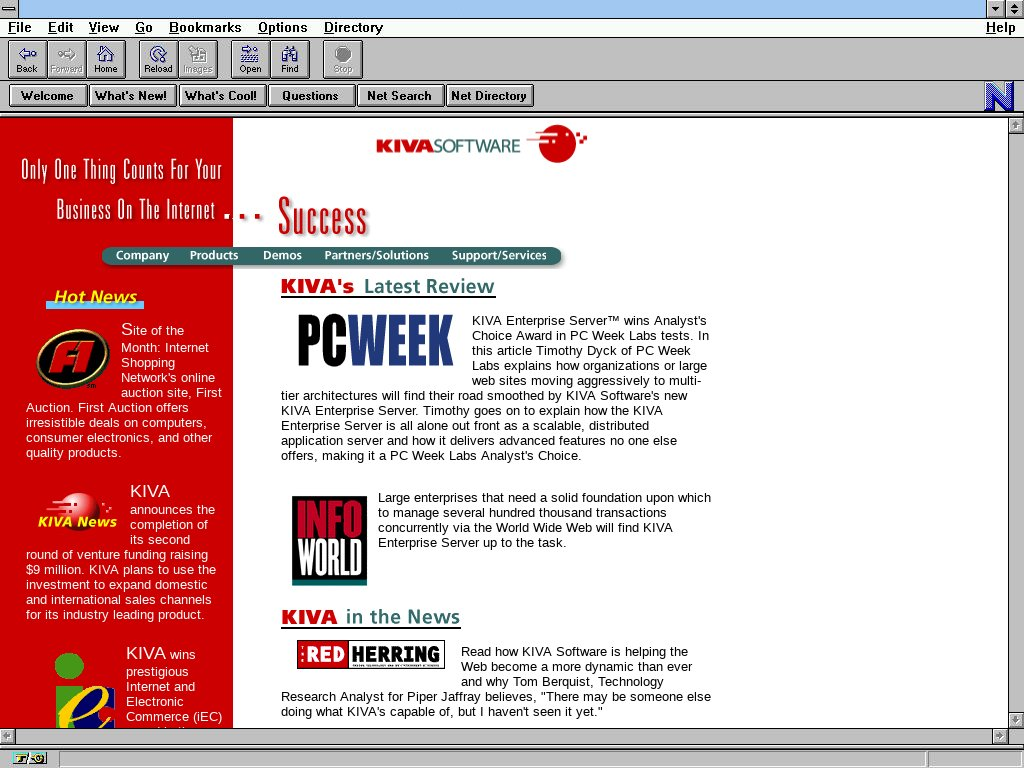 File Edit View Go Bookmarks Options Directory Help
Back Forward Home Reload Images Open Find Stop
Welcome What's New! What's Cool! Questions Net Search Net Directory
N
KIVASOFTWARE
Only One Thing Counts For Your
Business On The Internet ... Success
Company Products Demos Partners/Solutions Support/Services
Hot News
F1
Site of the
Month: Internet
Shopping
Network's online
auction site, First
Auction. First Auction offers
irresistible deals on computers,
consumer electronics, and other
quality products.
KIVA News
KIVA
announces the
completion of
its second
round of venture funding raising
$9 million. KIVA plans to use the
investment to expand domestic
and international sales channels
for its industry leading product.
ie
KIVA wins
prestigious
Internet and
Electronic
Commerce (iEC)
KIVA's Latest Review
PCWEEK
KIVA Enterprise Server™ wins Analyst's
Choice Award in PC Week Labs tests. In
this article Timothy Dyck of PC Week
Labs explains how organizations or large
web sites moving aggressively to multi-
tier architectures will find their road smoothed by KIVA Software's new
KIVA Enterprise Server. Timothy goes on to explain how the KIVA
Enterprise Server is all alone out front as a scalable, distributed
application server and how it delivers advanced features no one else
offers, making it a PC Week Labs Analyst's Choice.
INFO
WORLD
Large enterprises that need a solid foundation upon which
to manage several hundred thousand transactions
concurrently via the World Wide Web will find KIVA
Enterprise Server up to the task.
KIVA in the News
THE RED HERRING
Read how KIVA Software is helping the
Web become a more dynamic than ever
and why Tom Berquist, Technology
Research Analyst for Piper Jaffray believes, "There may be someone else
doing what KIVA's capable of, but I haven't seen it yet."